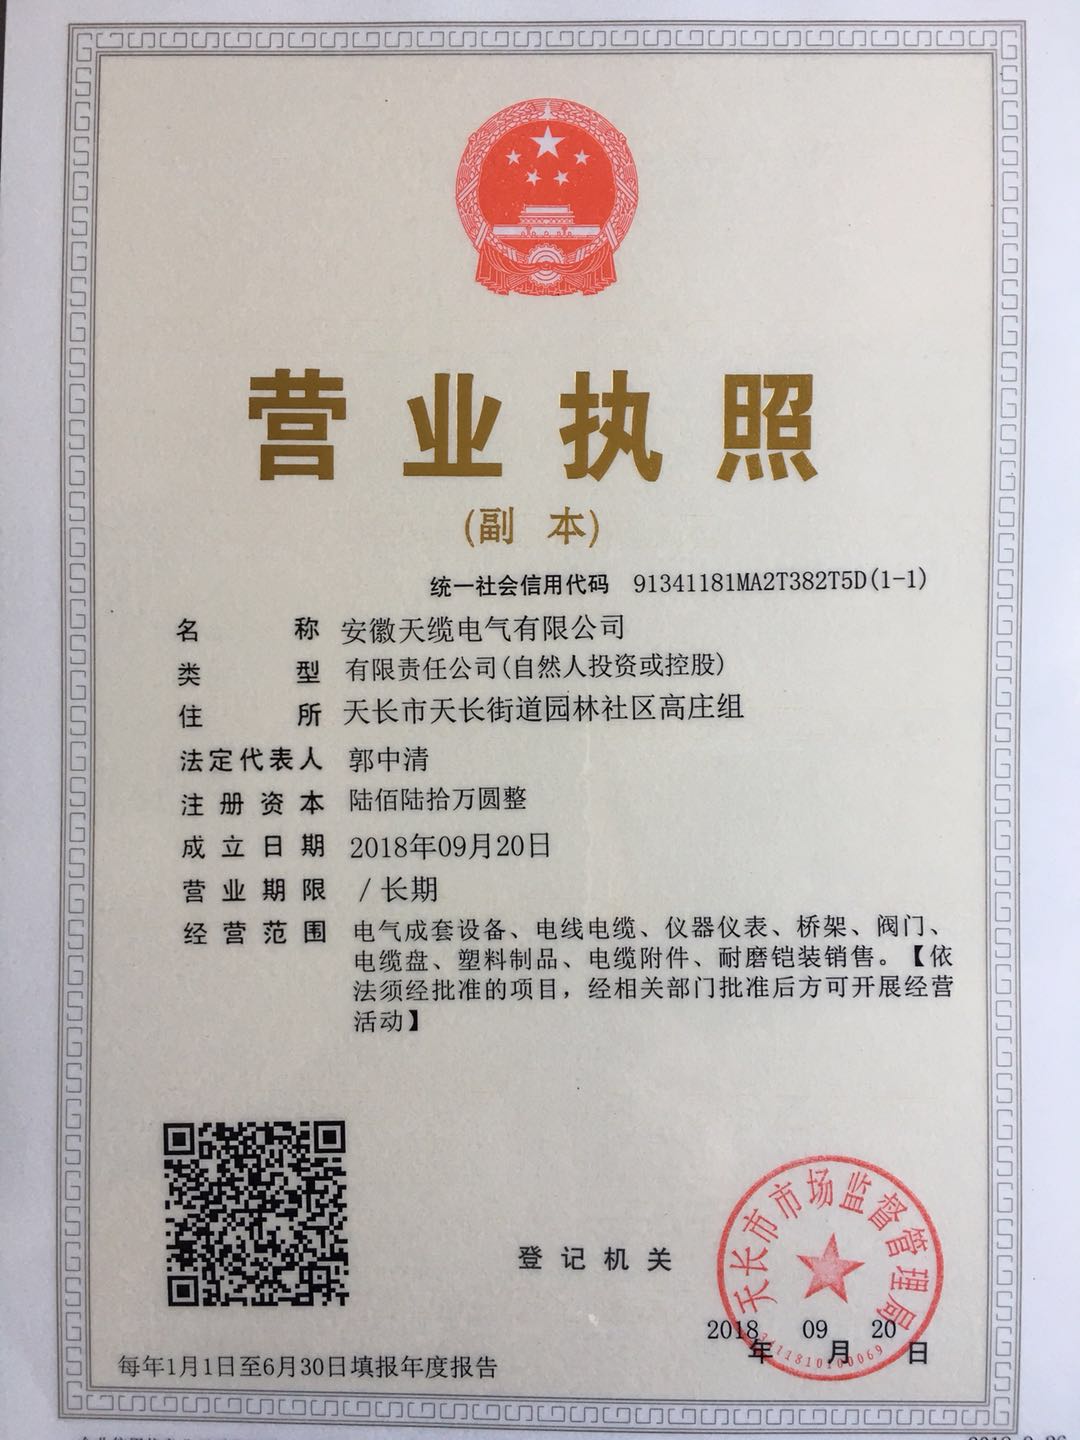 营业执照
(副 本)
统一社会信用代码 91341181MA2T382T5D(1-1)
名 称 安徽天缆电气有限公司
类 型 有限责任公司(自然人投资或控股)
住 所 天长市天长街道园林社区高庄组
法定代表人 郭中清
注册资本 陆佰陆拾万圆整
成立日期 2018年09月20日
营业期限 / 长期
经营范围 电气成套设备、电线电缆、仪器仪表、桥架、阀门、
电缆盘、塑料制品、电缆附件、耐磨铠装销售。【依
法须经批准的项目，经相关部门批准后方可开展经营
活动】
天长市市场监督管理局
登记机关
2018年09月20日
3411810100069
每年1月1日至6月30日填报年度报告